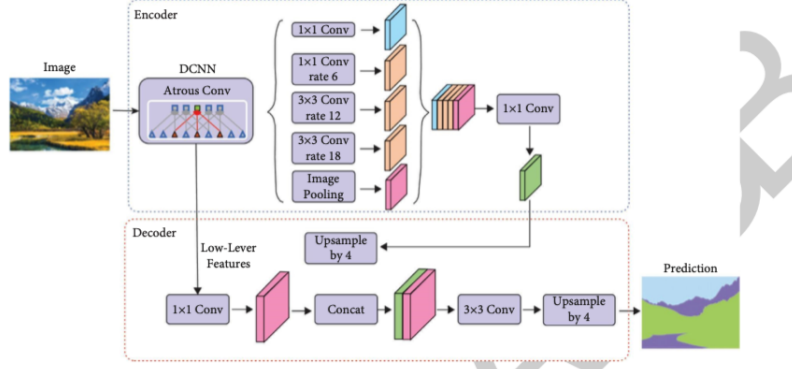 Encoder
Image
DCNN
Atrous Conv
1×1 Conv
1×1 Conv
rate 6
3×3 Conv
rate 12
3×3 Conv
rate 18
Image
Pooling
1×1 Conv
Decoder
Low-Lever
Features
Upsample
by 4
1×1 Conv
Concat
3×3 Conv
Upsample
by 4
Prediction